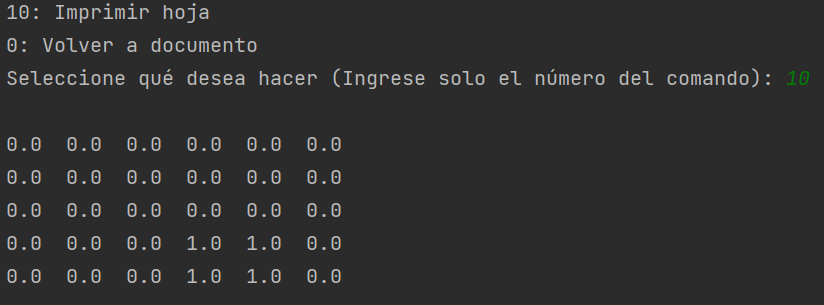 10: Imprimir hoja
0: Volver a documento
Seleccione qué desea hacer (Ingrese solo el número del comando): 10
0.0 0.0 0.0 0.0 0.0 0.0
0.0 0.0 0.0 0.0 0.0 0.0
0.0 0.0 0.0 0.0 0.0 0.0
0.0 0.0 0.0 1.0 1.0 0.0
0.0 0.0 0.0 1.0 1.0 0.0